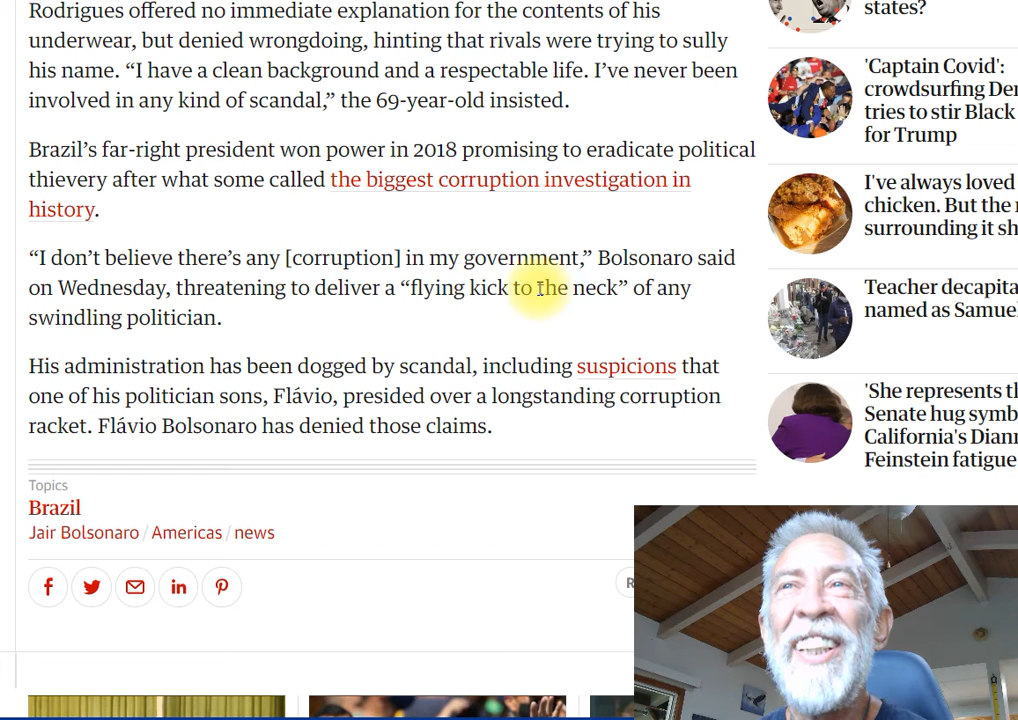 Rodrigues offered no immediate explanation for the contents of his
underwear, but denied wrongdoing, hinting that rivals were trying to sully
his name. “I have a clean background and a respectable life. I’ve never been
involved in any kind of scandal,” the 69-year-old insisted.
Brazil’s far-right president won power in 2018 promising to eradicate political
thievery after what some called the biggest corruption investigation in
history.
“I don’t believe there’s any [corruption] in my government,” Bolsonaro said
on Wednesday, threatening to deliver a “flying kick to the neck” of any
swindling politician.
His administration has been dogged by scandal, including suspicions that
one of his politician sons, Flávio, presided over a longstanding corruption
racket. Flávio Bolsonaro has denied those claims.
Topics
Brazil
Jair Bolsonaro / Americas / news
f
in
R
states?
'Captain Covid':
crowdsurfing Der
tries to stir Black
for Trump
I've always loved
chicken. But the r
surrounding it sh
Teacher decapita
named as Samue
'She represents th
Senate hug symb
California's Diann
Feinstein fatigue